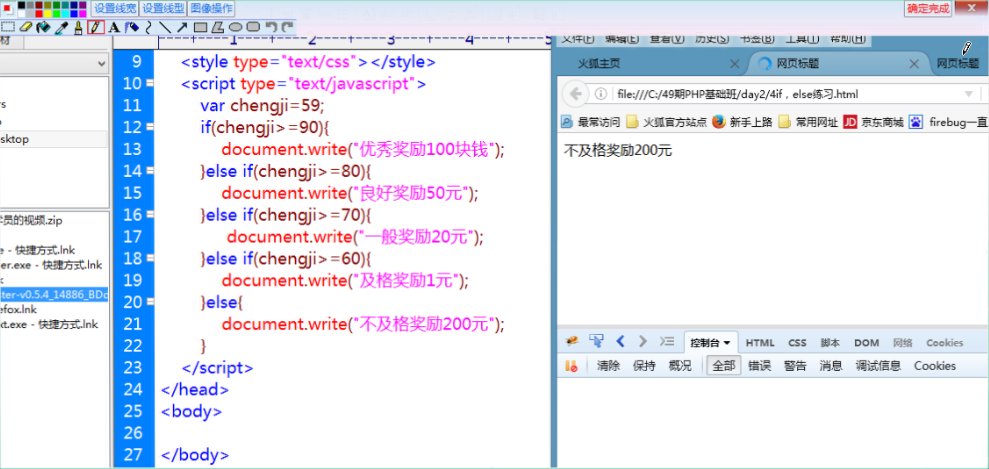 设置线宽 设置线型 图像操作
确定完成
材
sktop
学员的视频.zip
e - 快捷方式.lnk
er.exe - 快捷方式.lnk
ter-v0.5.4_14886_BDc
efox.lnk
xt.exe - 快捷方式.lnk
1 2 3 4 5
9 <style type="text/css"></style>
10 <script type="text/javascript">
11 var chengji=59;
12 if(chengji>=90){
13 document.write("优秀奖励100块钱");
14 }else if(chengji>=80){
15 document.write("良好奖励50元");
16 }else if(chengji>=70){
17 document.write("一般奖励20元");
18 }else if(chengji>=60){
19 document.write("及格奖励1元");
20 }else{
21 document.write("不及格奖励200元");
22 }
23 </script>
24 </head>
25 <body>
26
27 </body>
文件(F) 编辑(E) 查看(V) 历史(S) 书签(B) 工具(T) 帮助(H)
火狐主页 网页标题 网页标题
file:///C:/49期PHP基础班/day2/4if，else练习.html
最常访问 火狐官方站点 新手上路 常用网址 JD 京东商城 firebug一直
不及格奖励200元
控制台 HTML CSS 脚本 DOM 网络 Cookies
清除 保持 概况 全部 错误 警告 消息 调试信息 Cookies